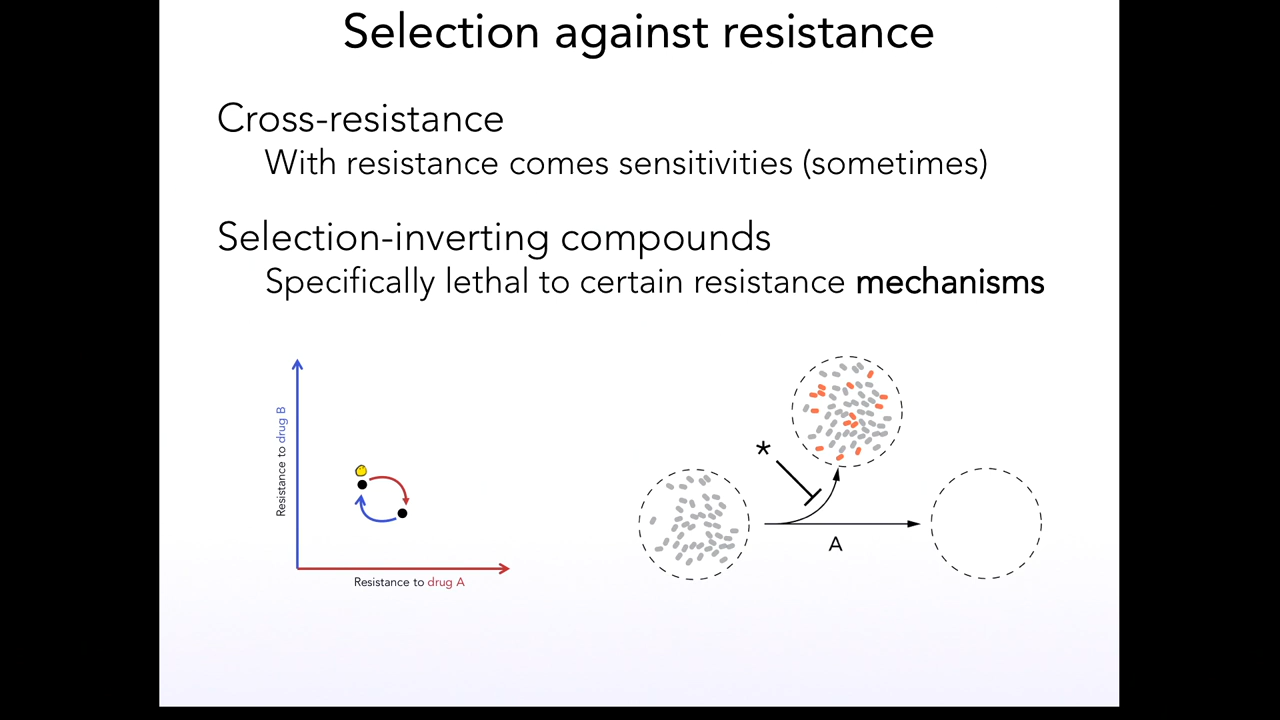 Selection against resistance
Cross-resistance
With resistance comes sensitivities (sometimes)
Selection-inverting compounds
Specifically lethal to certain resistance mechanisms
Resistance to drug B
Resistance to drug A
*
A